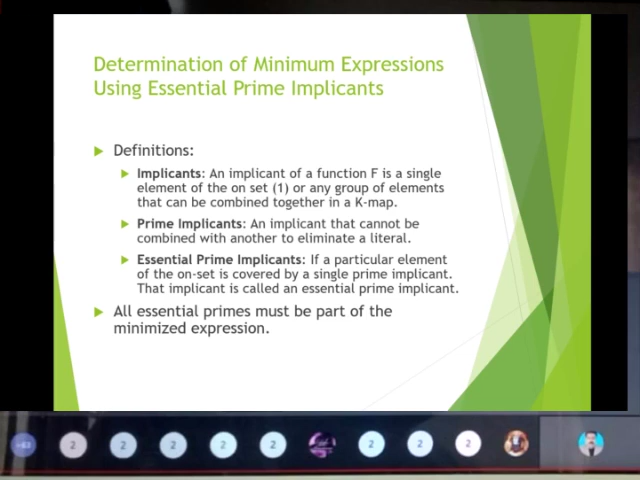 Determination of Minimum Expressions
Using Essential Prime Implicants
Definitions:
Implicants: An implicant of a function F is a single
element of the on set (1) or any group of elements
that can be combined together in a K-map.
Prime Implicants: An implicant that cannot be
combined with another to eliminate a literal.
Essential Prime Implicants: If a particular element
of the on-set is covered by a single prime implicant.
That implicant is called an essential prime implicant.
All essential primes must be part of the
minimized expression.
2 2 2 2 2 2 2 2